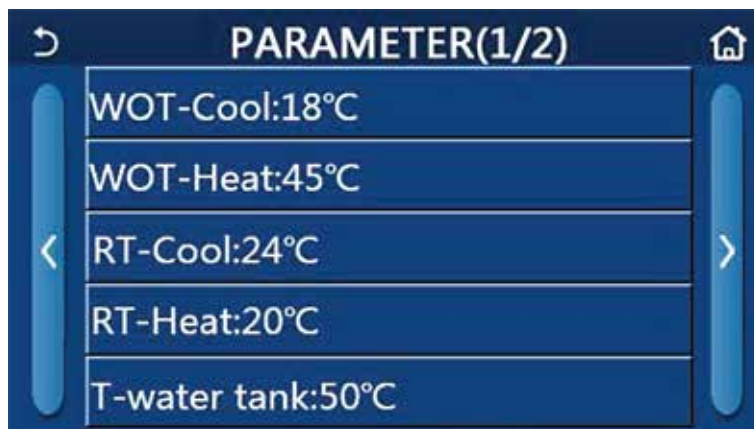 PARAMETER(1/2)
WOT-Cool:18℃
WOT-Heat:45℃
RT-Cool:24℃
RT-Heat:20℃
T-water tank:50℃